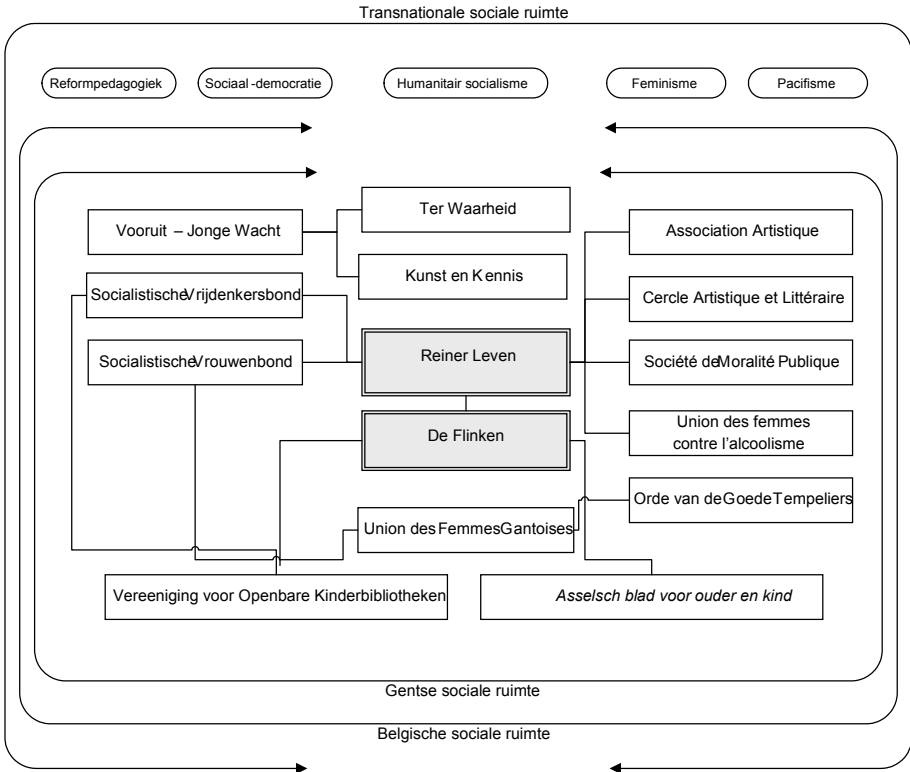 Transnationale sociale ruimte
Reformpedagogiek
Sociaal-democratie
Humanitair socialisme
Feminisme
Pacifisme
Vooruit – Jonge Wacht
Ter Waarheid
Association Artistique
Kunst en Kennis
Socialistische Vrijdenkersbond
Cercle Artistique et Littéraire
Socialistische Vrouwenbond
Reiner Leven
Société de Moralité Publique
De Flinken
Union des femmes
contre l'alcoolisme
Orde van de Goede Tempeliers
Union des Femmes Gantoises
Vereeniging voor Openbare Kinderbibliotheken
Asselsch blad voor ouder en kind
Gentse sociale ruimte
Belgische sociale ruimte